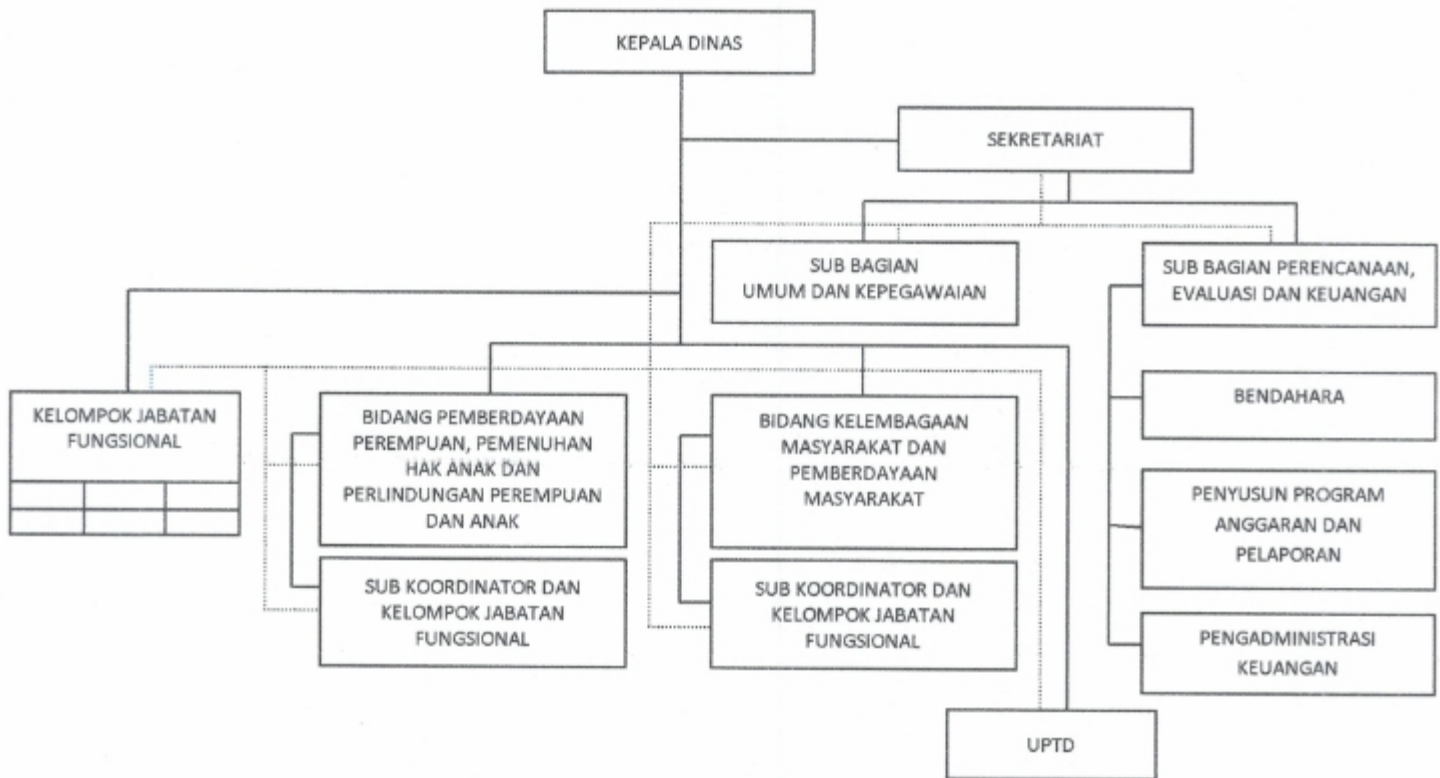 KEPALA DINAS
SEKRETARIAT
SUB BAGIAN
UMUM DAN KEPEGAWAIAN
SUB BAGIAN PERENCANAAN,
EVALUASI DAN KEUANGAN
KELOMPOK JABATAN
FUNGSIONAL
BIDANG PEMBERDAYAAN
PEREMPUAN, PEMENUHAN
HAK ANAK DAN
PERLINDUNGAN PEREMPUAN
DAN ANAK
BIDANG KELEMBAGAAN
MASYARAKAT DAN
PEMBERDAYAAN
MASYARAKAT
BENDAHARA
PENYUSUN PROGRAM
ANGGARAN DAN
PELAPORAN
SUB KOORDINATOR DAN
KELOMPOK JABATAN
FUNGSIONAL
SUB KOORDINATOR DAN
KELOMPOK JABATAN
FUNGSIONAL
PENGADMINISTRASI
KEUANGAN
UPTD